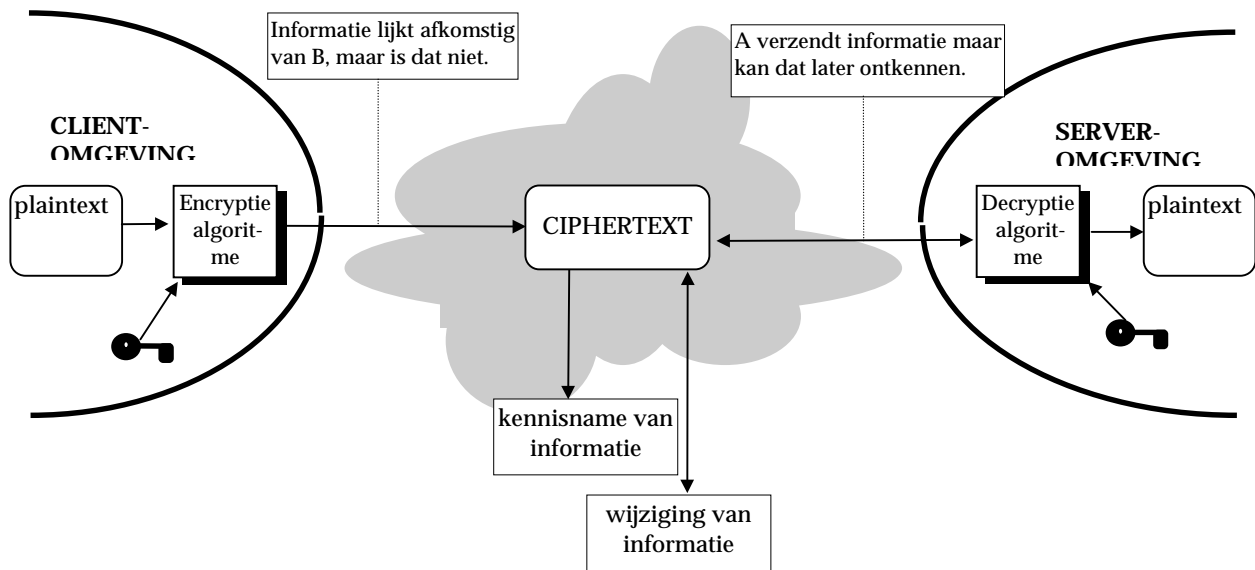 Informatie lijkt afkomstig
van B, maar is dat niet.
A verzendt informatie maar
kan dat later ontkennen.
CLIENT-
OMGEVING
SERVER-
OMGEVING
plaintext
Encryptie
algorit-
me
CIPHERTEXT
Decryptie
algorit-
me
plaintext
kennisname van
informatie
wijziging van
informatie